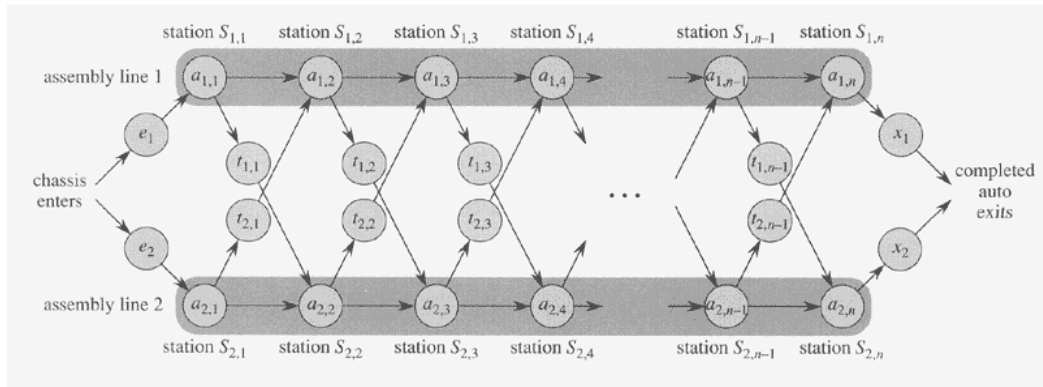 station S1,1 station S1,2 station S1,3 station S1,4 station S1,n−1 station S1,n
assembly line 1 a1,1 a1,2 a1,3 a1,4 a1,n−1 a1,n
e1 x1
t1,1 t1,2 t1,3 t1,n−1
chassis
enters
completed
auto
exits
...
t2,1 t2,2 t2,3 t2,n−1
e2 x2
assembly line 2 a2,1 a2,2 a2,3 a2,4 a2,n−1 a2,n
station S2,1 station S2,2 station S2,3 station S2,4 station S2,n−1 station S2,n